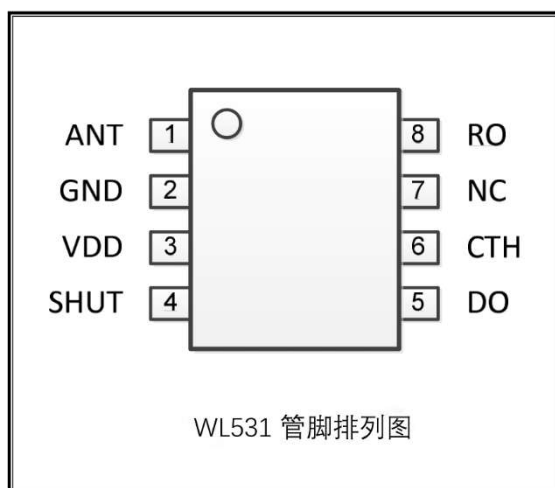 ANT 1 8 RO
GND 2 7 NC
VDD 3 6 CTH
SHUT 4 5 DO
WL531 管脚排列图